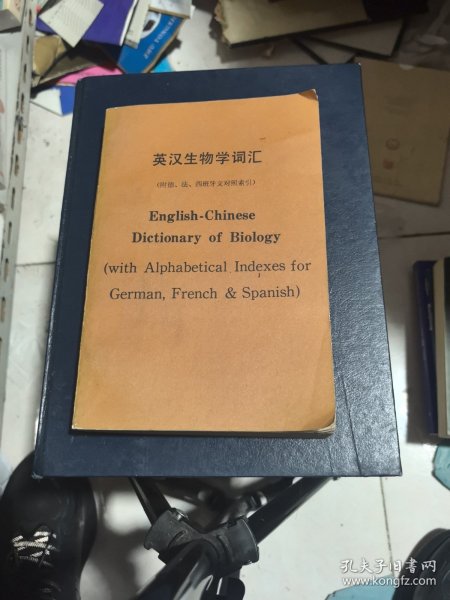 英汉生物学词汇
(附德、法、西班牙文对照索引)
English-Chinese
Dictionary of Biology
(with Alphabetical Indexes for
German, French & Spanish)
孔夫子旧书网
www.kongfz.com